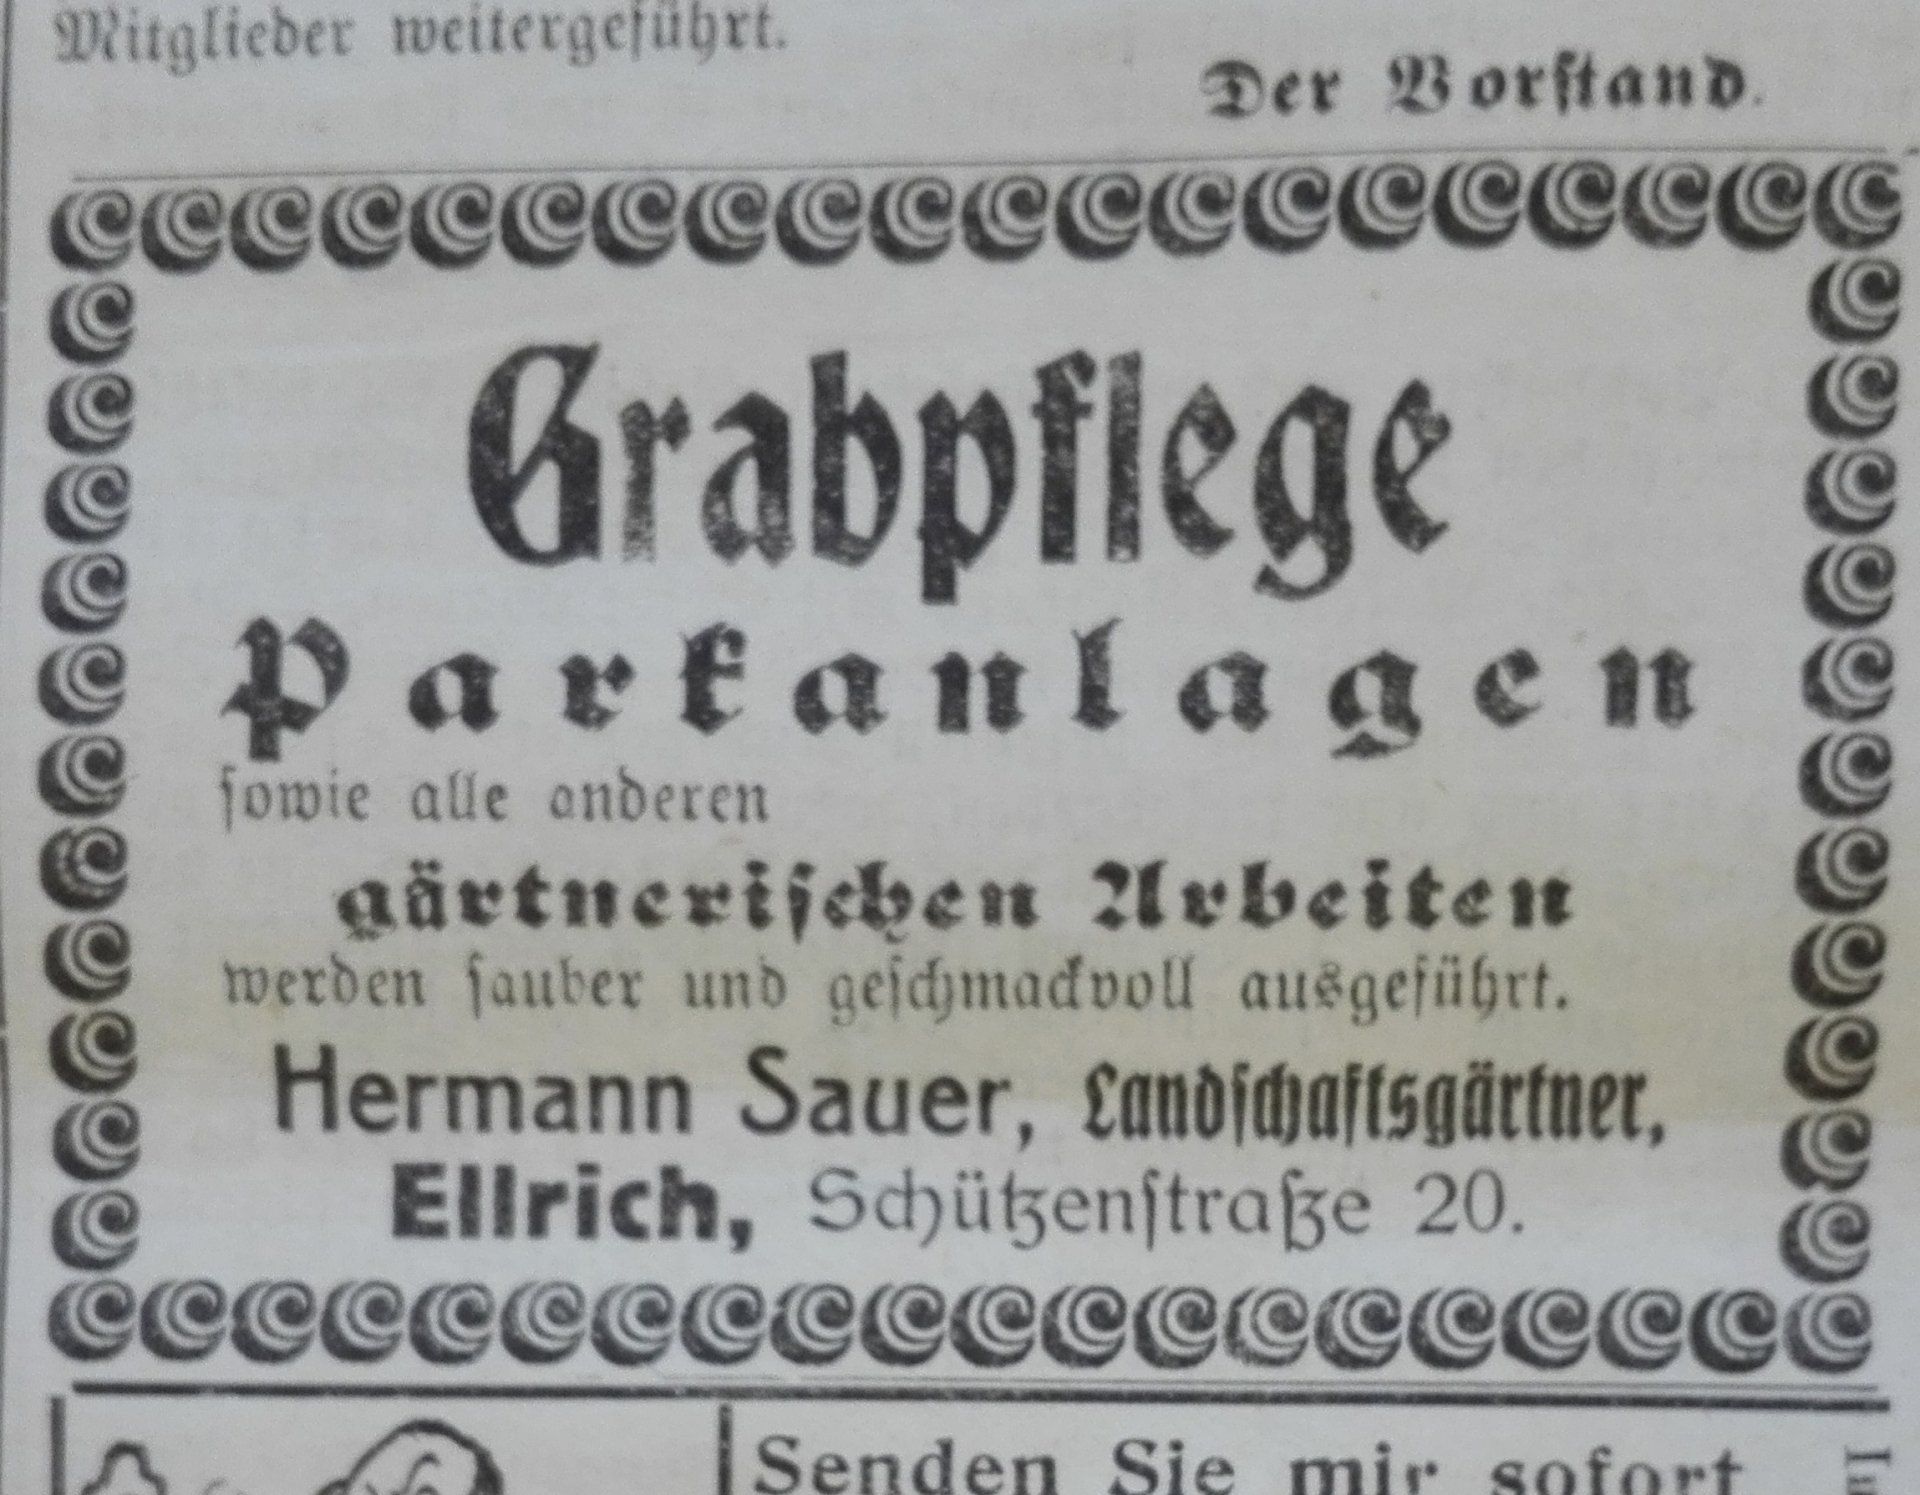 Mitglieder weitergeführt.
Der Vorstand.
Grabpflege
Parkanlagen
sowie alle anderen
gärtnerischen Arbeiten
werden sauber und geschmackvoll ausgeführt.
Hermann Sauer, Landschaftsgärtner,
Ellrich, Schützenstraße 20.
Senden Sie mir sofort